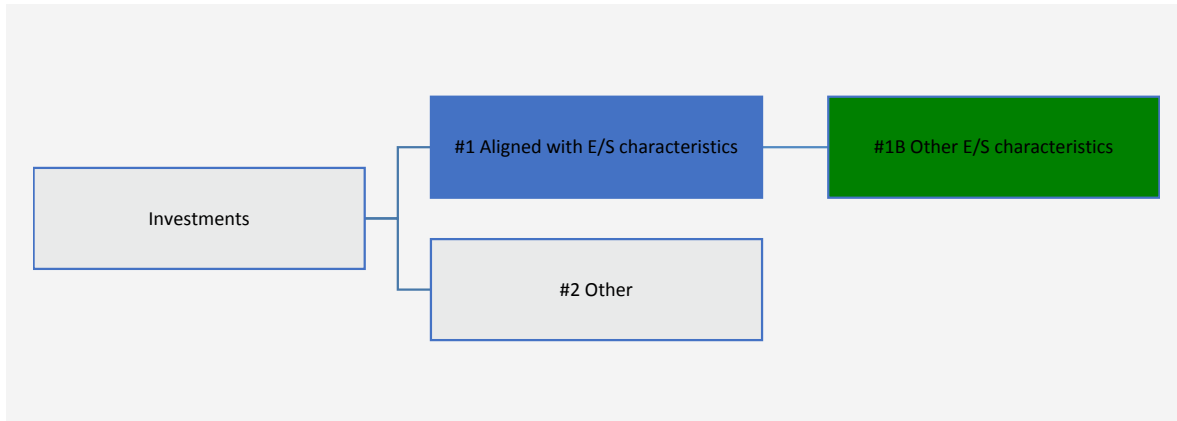 #1 Aligned with E/S characteristics
#1B Other E/S characteristics
Investments
#2 Other